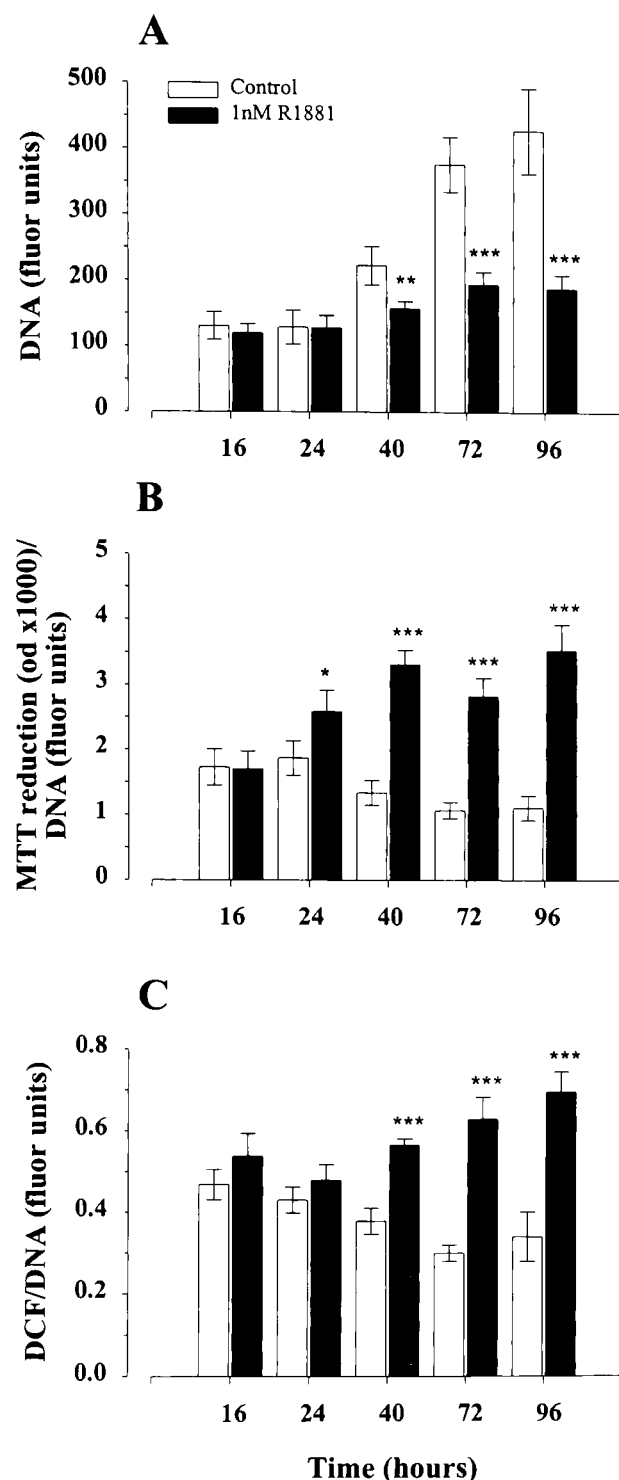 A
500
400
300
200
100
0
DNA (fluor units)
Control
1nM R1881
** *** ***
16 24 40 72 96
B
5
4
3
2
1
0
MTT reduction (od x1000)/
DNA (fluor units)
* *** *** ***
16 24 40 72 96
C
0.8
0.6
0.4
0.2
0.0
DCF/DNA (fluor units)
*** *** ***
16 24 40 72 96
Time (hours)